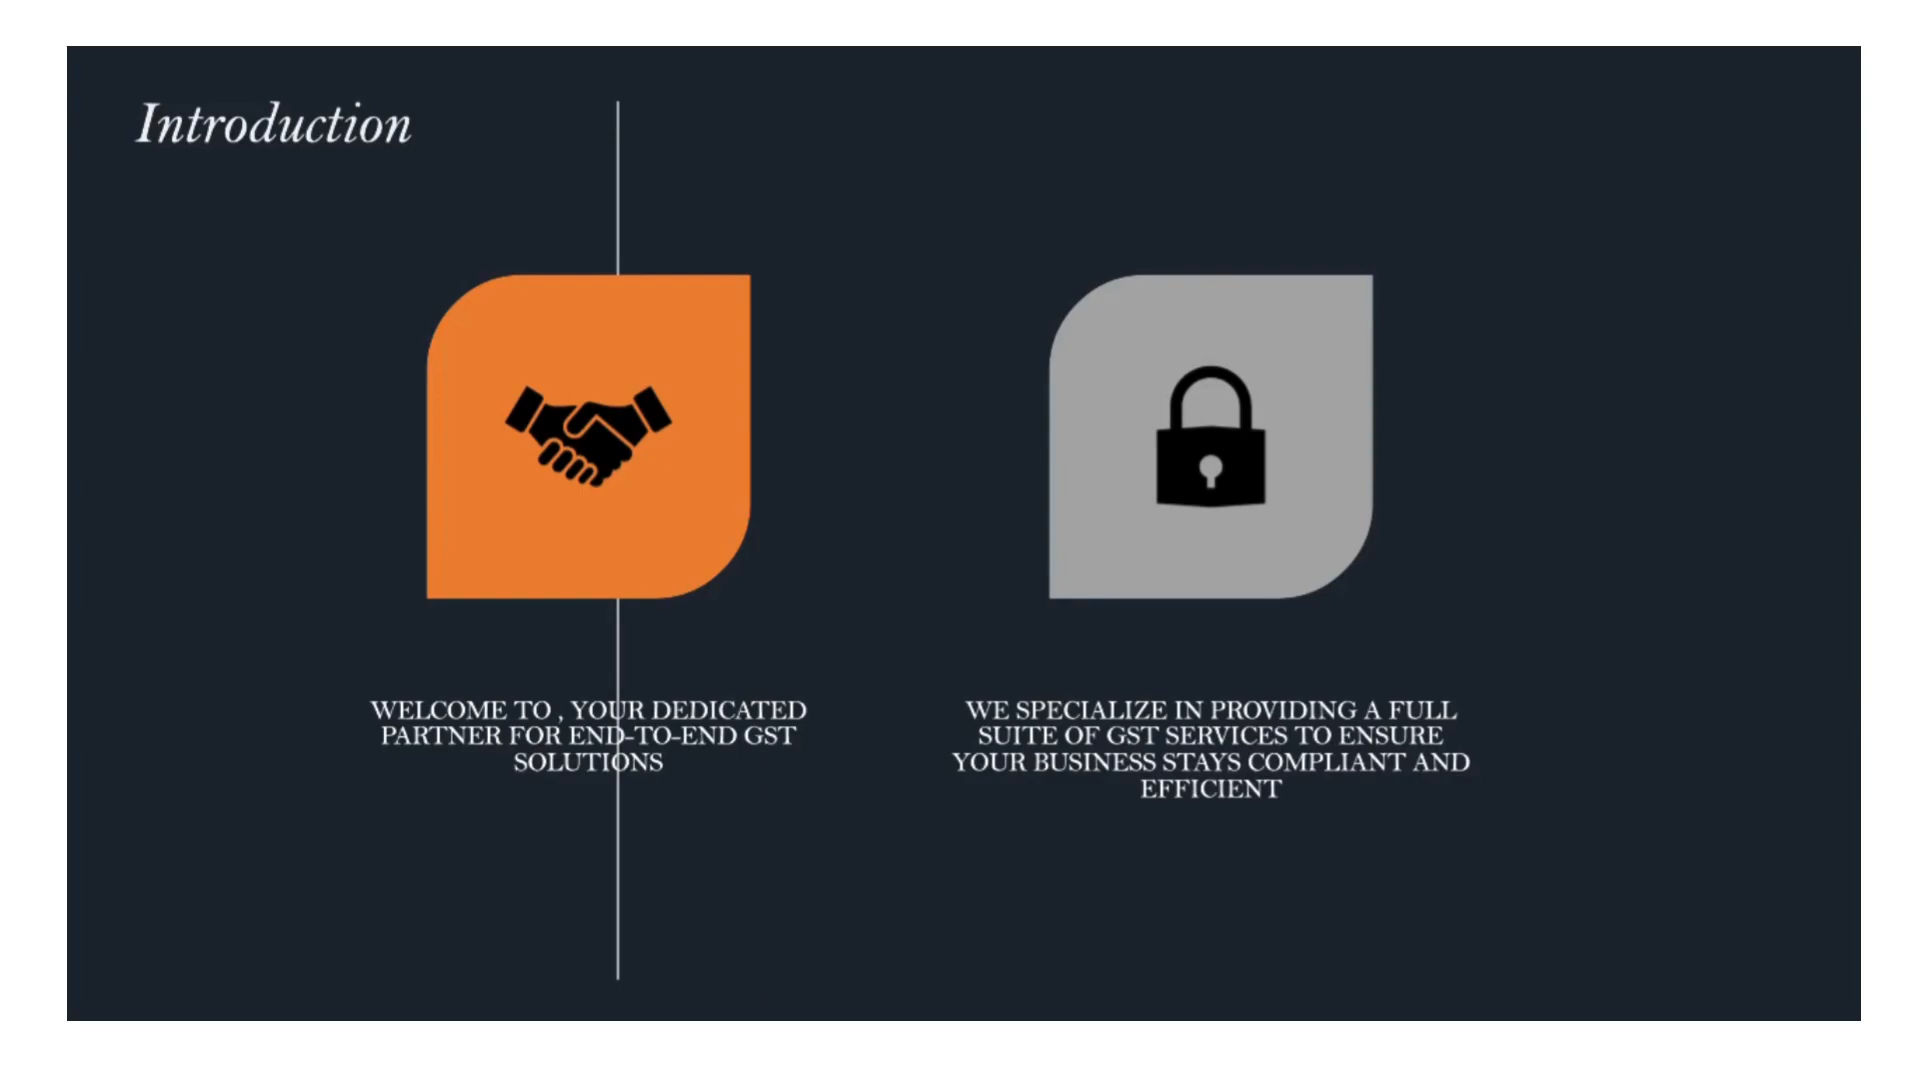 Introduction
WELCOME TO , YOUR DEDICATED
PARTNER FOR END-TO-END GST
SOLUTIONS
WE SPECIALIZE IN PROVIDING A FULL
SUITE OF GST SERVICES TO ENSURE
YOUR BUSINESS STAYS COMPLIANT AND
EFFICIENT